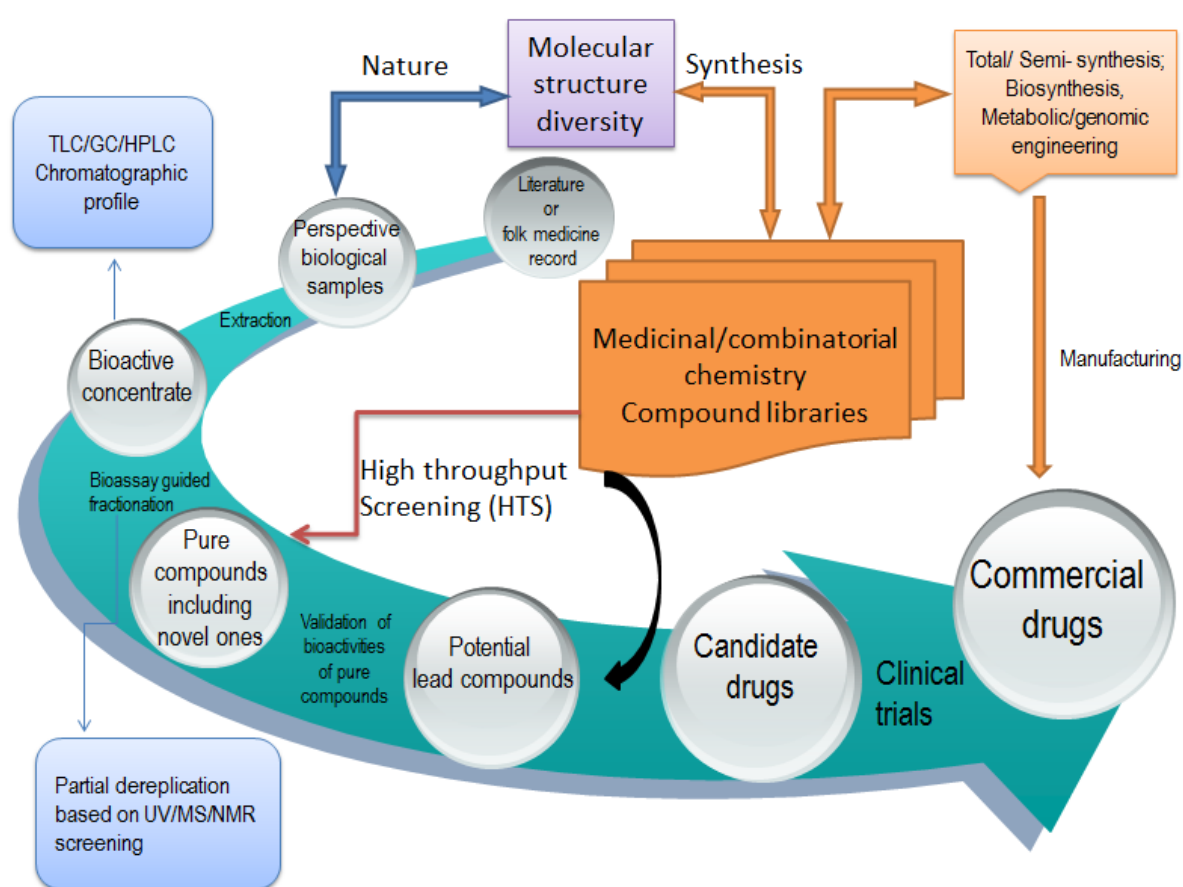 Molecular
structure
diversity
Nature
Synthesis
Total/ Semi- synthesis;
Biosynthesis,
Metabolic/genomic
engineering
TLC/GC/HPLC
Chromatographic
profile
Literature
or
folk medicine
record
Perspective
biological
samples
Extraction
Medicinal/combinatorial
chemistry
Compound libraries
Manufacturing
Bioactive
concentrate
High throughput
Screening (HTS)
Bioassay guided
fractionation
Pure
compounds
including
novel ones
Validation of
bioactivities
of pure
compounds
Potential
lead compounds
Candidate
drugs
Clinical
trials
Commercial
drugs
Partial dereplication
based on UV/MS/NMR
screening